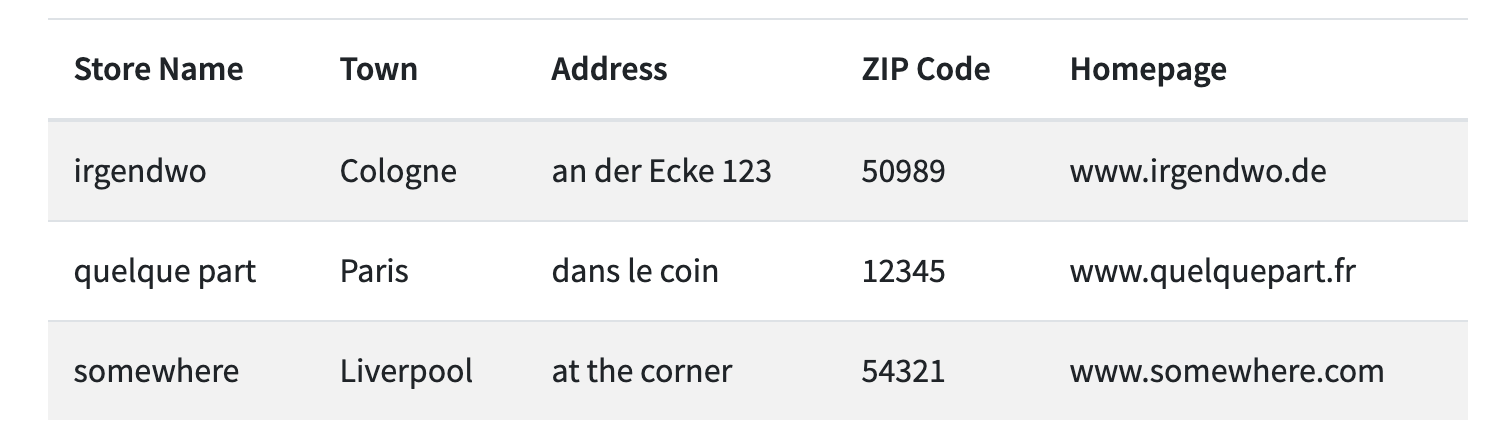 Store Name Town Address ZIP Code Homepage
irgendwo Cologne an der Ecke 123 50989 www.irgendwo.de
quelque part Paris dans le coin 12345 www.quelquepart.fr
somewhere Liverpool at the corner 54321 www.somewhere.com